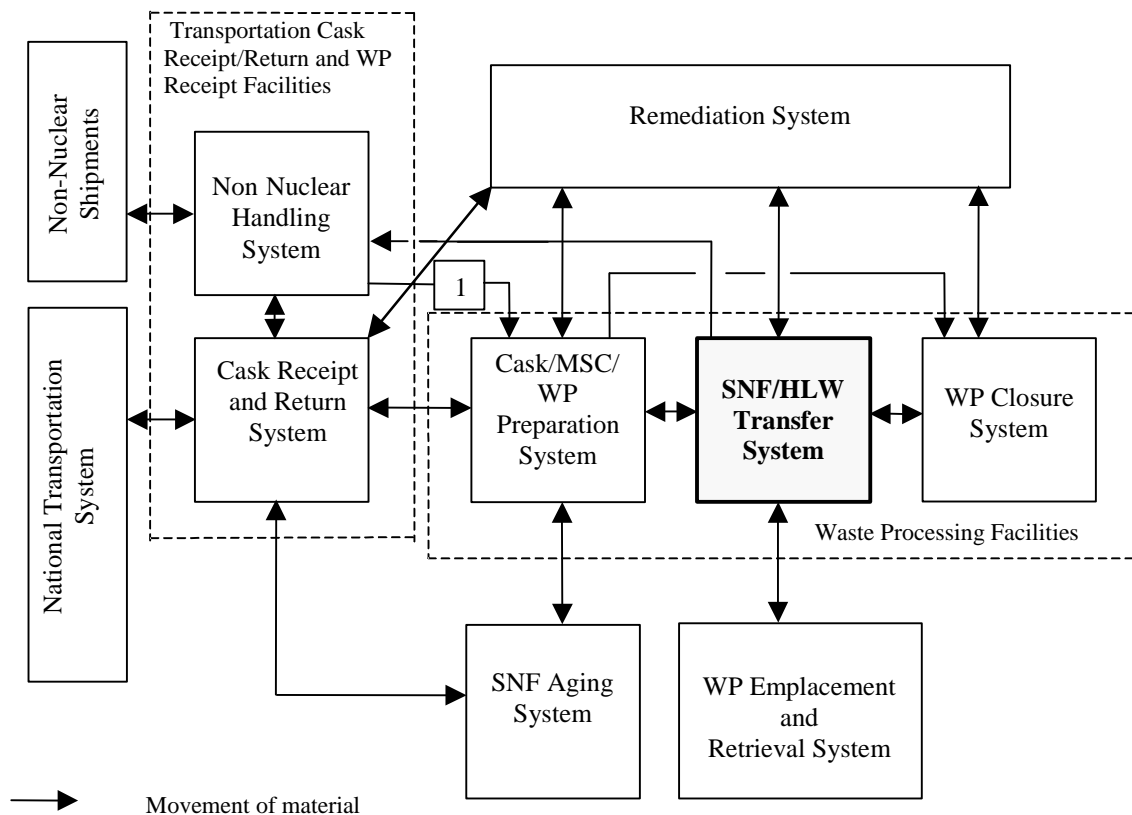 Transportation Cask
Receipt/Return and WP
Receipt Facilities
Non-Nuclear
Shipments
Non Nuclear
Handling
System
Remediation System
1
National Transportation
System
Cask Receipt
and Return
System
Cask/MSC/
WP
Preparation
System
SNF/HLW
Transfer
System
WP Closure
System
Waste Processing Facilities
SNF Aging
System
WP Emplacement
and
Retrieval System
Movement of material